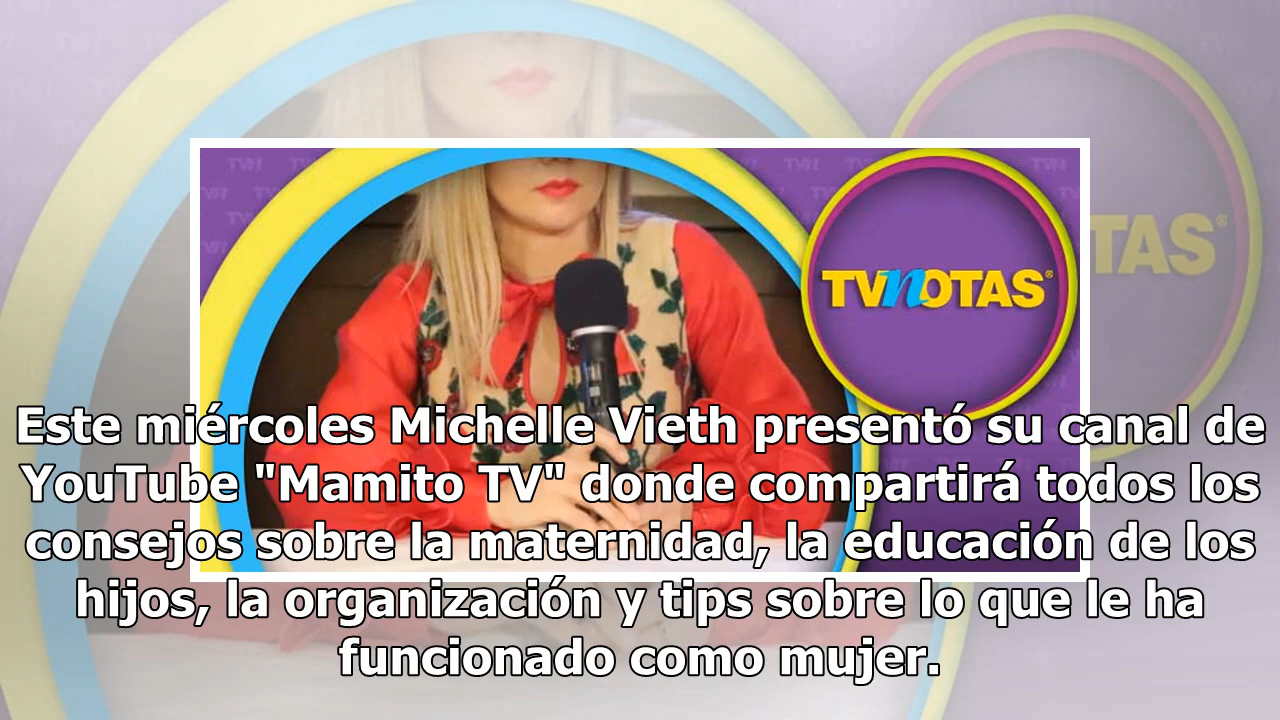 TVnOTAS®
TAS®
Este miércoles Michelle Vieth presentó su canal de
YouTube "Mamito TV" donde compartirá todos los
consejos sobre la maternidad, la educación de los
hijos, la organización y tips sobre lo que le ha
funcionado como mujer.